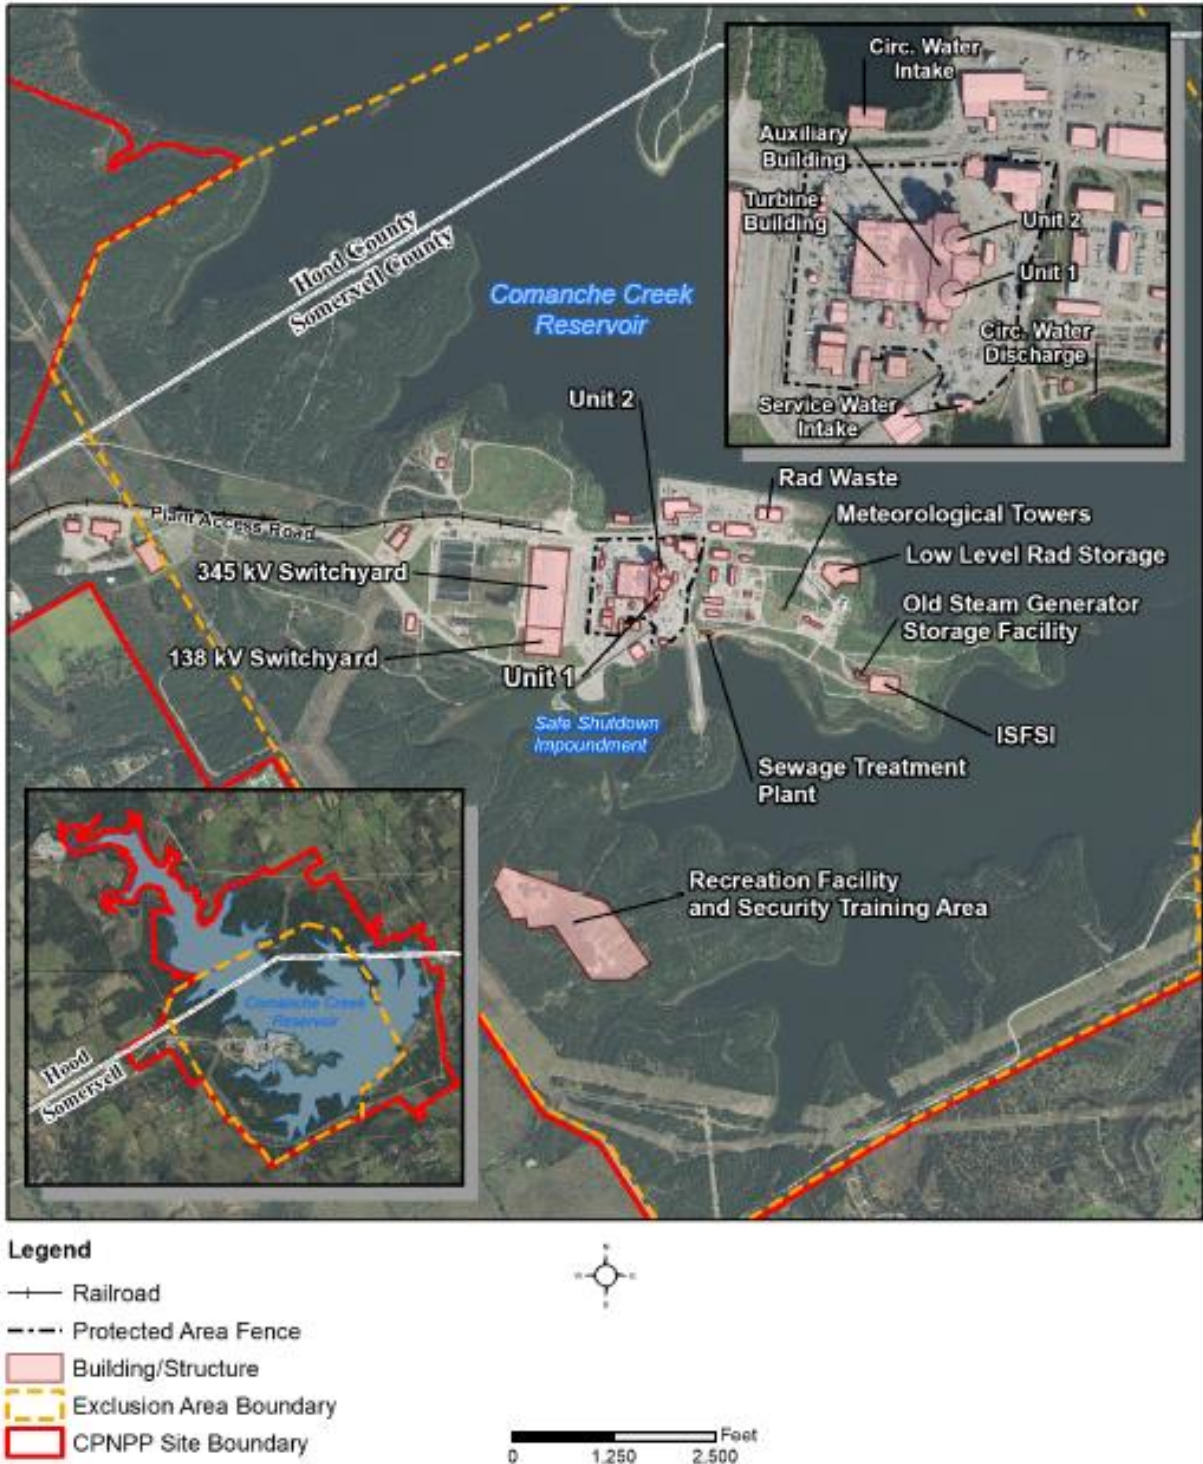 Circ. Water
Intake
Auxiliary
Building
Turbine
Building
Unit 2
Unit 1
Circ. Water
Discharge
Service Water
Intake
Hood County
Somervell County
Comanche Creek
Reservoir
Unit 2
Rad Waste
Meteorological Towers
Low Level Rad Storage
Plant Access Road
345 kV Switchyard
Old Steam Generator
Storage Facility
138 kV Switchyard
Unit 1
Safe Shutdown
Impoundment
ISFSI
Sewage Treatment
Plant
Recreation Facility
and Security Training Area
Comanche Creek
Reservoir
Hood
Somervell
Legend
Railroad
Protected Area Fence
Building/Structure
Exclusion Area Boundary
CPNPP Site Boundary
N
W
E
S
Feet
0 1,250 2,500